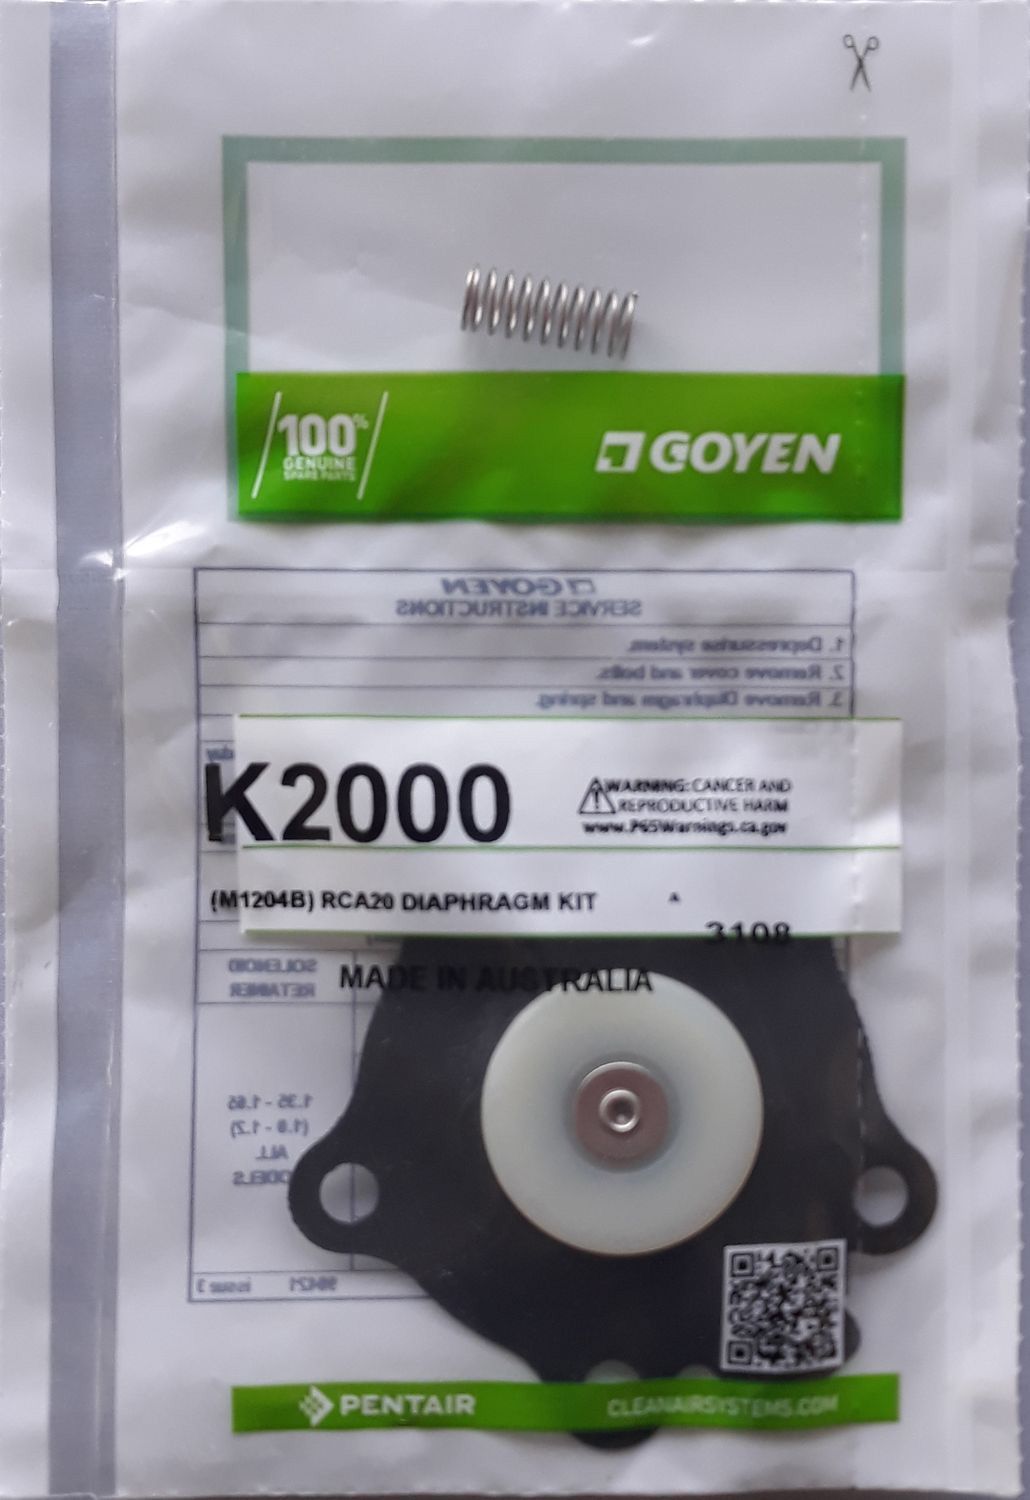 100%
GENUINE
SPARE PARTS
GOYEN
GOYEN
SERVICE INSTRUCTIONS
1. Depressurise system.
2. Remove cover and bolts.
3. Remove Diaphragm and spring.
K2000
WARNING: CANCER AND
REPRODUCTIVE HARM
www.P65Warnings.ca.gov
(M1204B) RCA20 DIAPHRAGM KIT A
3108
MADE IN AUSTRALIA
SOLENOID
RETAINER
1.35 - 1.65
(1.0 - 1.2)
ALL
98421 Issue 3
PENTAIR CLEANAIRSYSTEMS.COM